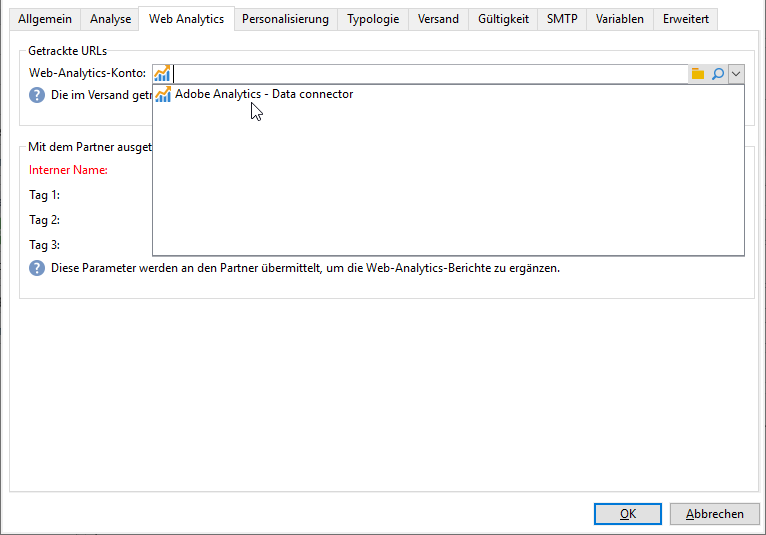 Allgemein Analyse Web Analytics Personalisierung Typologie Versand Gültigkeit SMTP Variablen Erweitert
Getrackte URLs
Web-Analytics-Konto:
Adobe Analytics - Data connector
Die im Versand getr
Mit dem Partner ausget
Interner Name:
Tag 1:
Tag 2:
Tag 3:
Diese Parameter werden an den Partner übermittelt, um die Web-Analytics-Berichte zu ergänzen.
OK Abbrechen